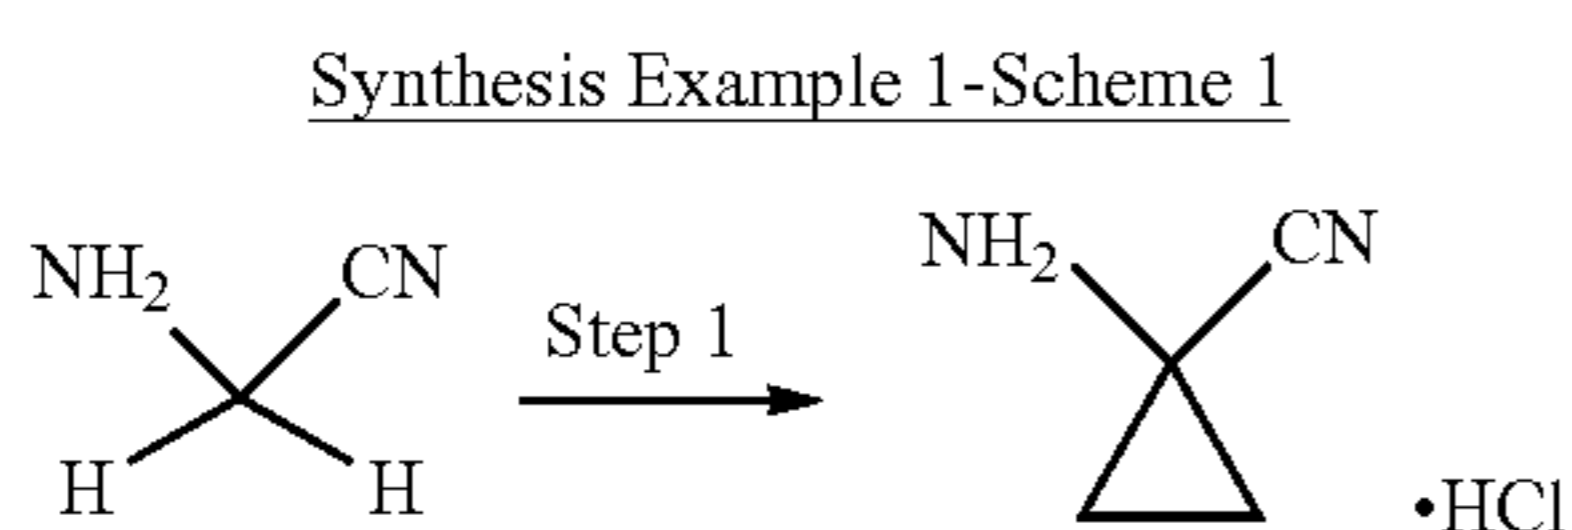 Synthesis Example 1-Scheme 1
NH₂ CN
Step 1
H H
NH₂ CN
•HCl